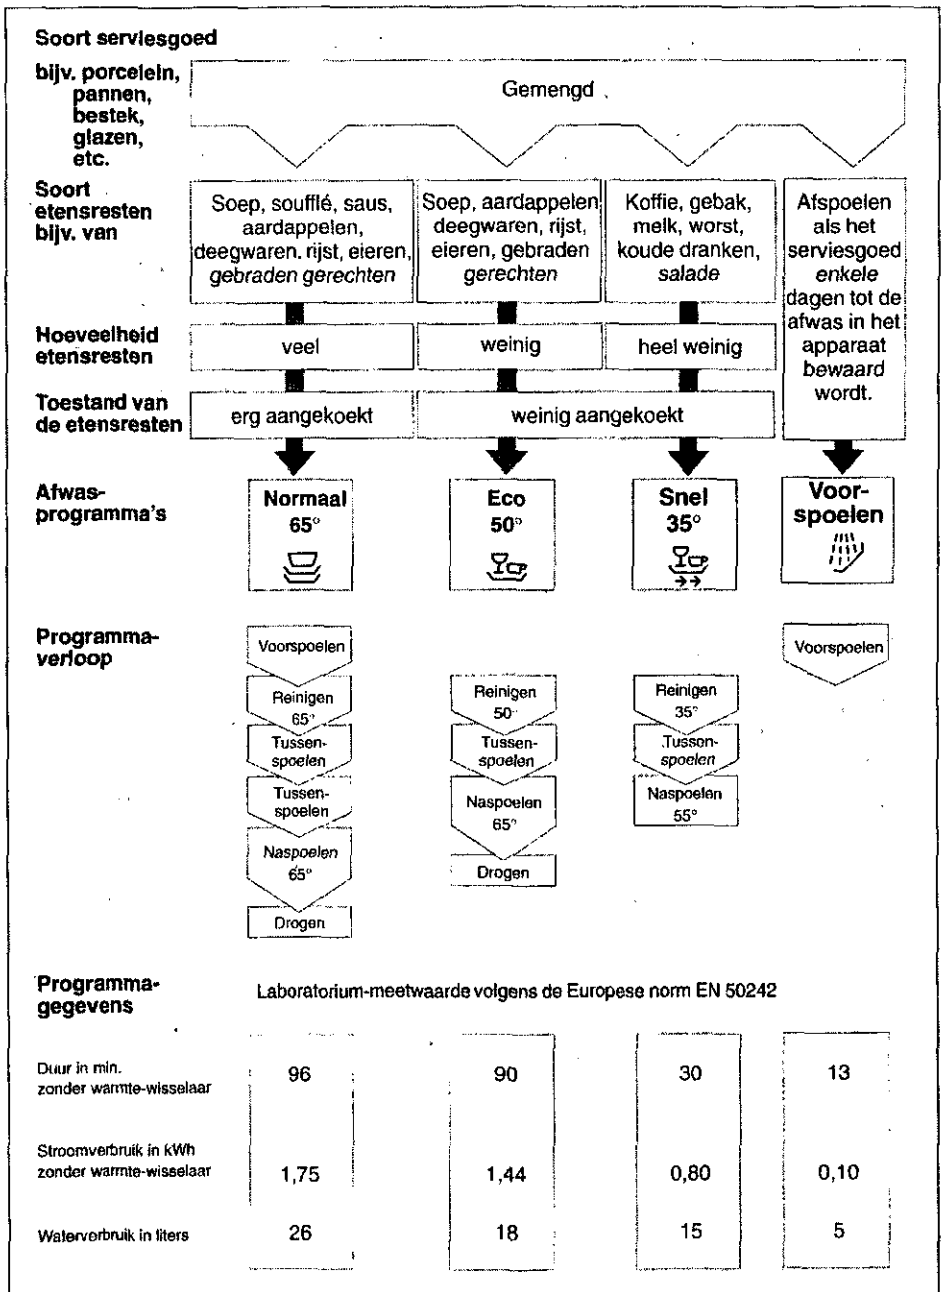 Soort serviesgoed
bijv. porcelein,
pannen,
bestek,
glazen,
etc.
Gemengd
Soort
etensresten
bijv. van
Soep, soufflé, saus,
aardappelen,
deegwaren. rijst, eieren,
gebraden gerechten
Soep, aardappelen
deegwaren, rijst,
eieren, gebraden
gerechten
Koffie, gebak,
melk, worst,
koude dranken,
salade
Afspoelen
als het
serviesgoed
enkele
dagen tot de
afwas in het
apparaat
bewaard
wordt.
Hoeveelheid
etensresten
veel
weinig
heel weinig
Toestand van
de etensresten
erg aangekoekt
weinig aangekoekt
Afwas-
programma's
Normaal
65°
Eco
50°
Snel
35°
Voor-
spoelen
Programma-
verloop
Voorspoelen
Reinigen
65°
Tussen-
spoelen
Tussen-
spoelen
Naspoelen
65°
Drogen
Reinigen
50°
Tussen-
spoelen
Naspoelen
65°
Drogen
Reinigen
35°
Tussen-
spoelen
Naspoelen
55°
Voorspoelen
Programma-
gegevens
Laboratorium-meetwaarde volgens de Europese norm EN 50242
Duur in min.
zonder warmte-wisselaar
96
90
30
13
Stroomverbruik in kWh
zonder warmte-wisselaar
1,75
1,44
0,80
0,10
Waterverbruik in liters
26
18
15
5